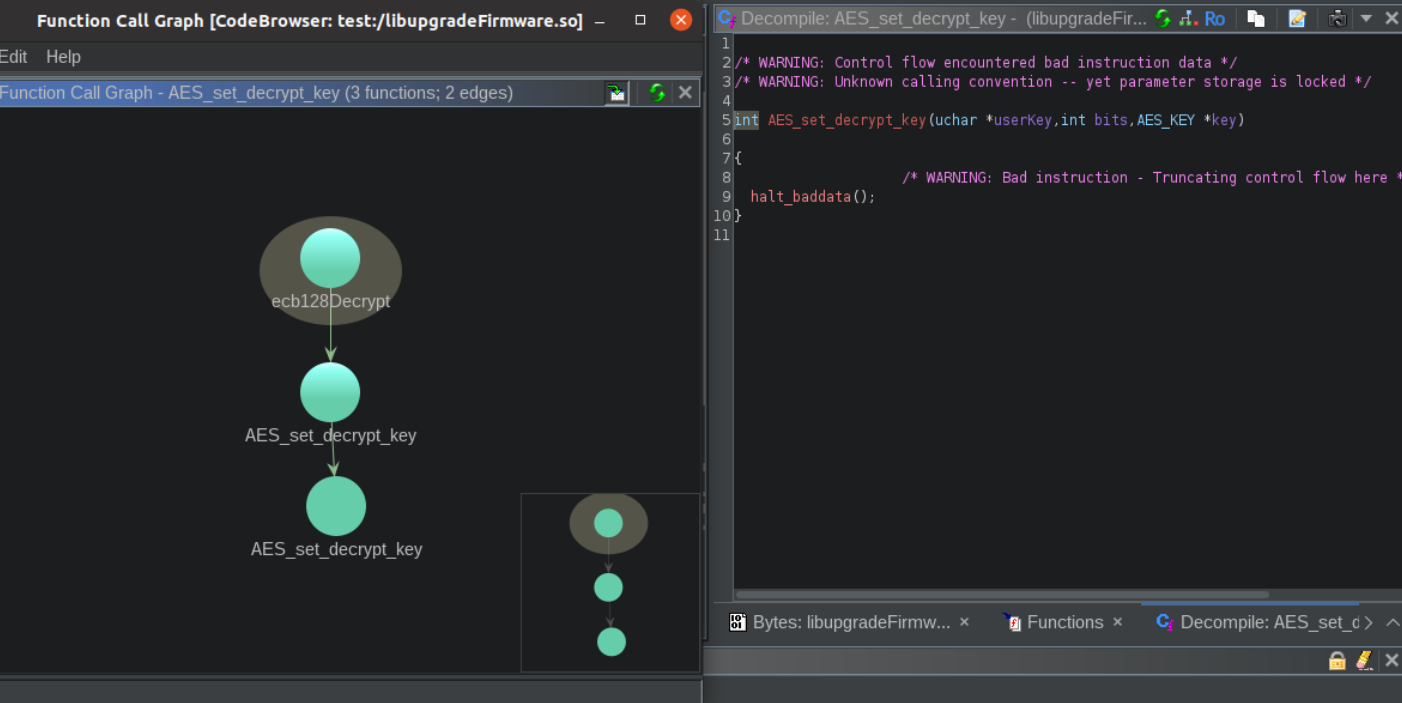 Function Call Graph [CodeBrowser: test:/libupgradeFirmware.so]
Edit Help
Function Call Graph - AES_set_decrypt_key (3 functions; 2 edges)
ecb128Decrypt
AES_set_decrypt_key
AES_set_decrypt_key
Decompile: AES_set_decrypt_key - (libupgradeFir...
Ro
1
2 /* WARNING: Control flow encountered bad instruction data */
3 /* WARNING: Unknown calling convention -- yet parameter storage is locked */
4
5 int AES_set_decrypt_key(uchar *userKey,int bits,AES_KEY *key)
6
7 {
8 /* WARNING: Bad instruction - Truncating control flow here *
9 halt_baddata();
10 }
11
Bytes: libupgradeFirmw... Functions Decompile: AES_set_d